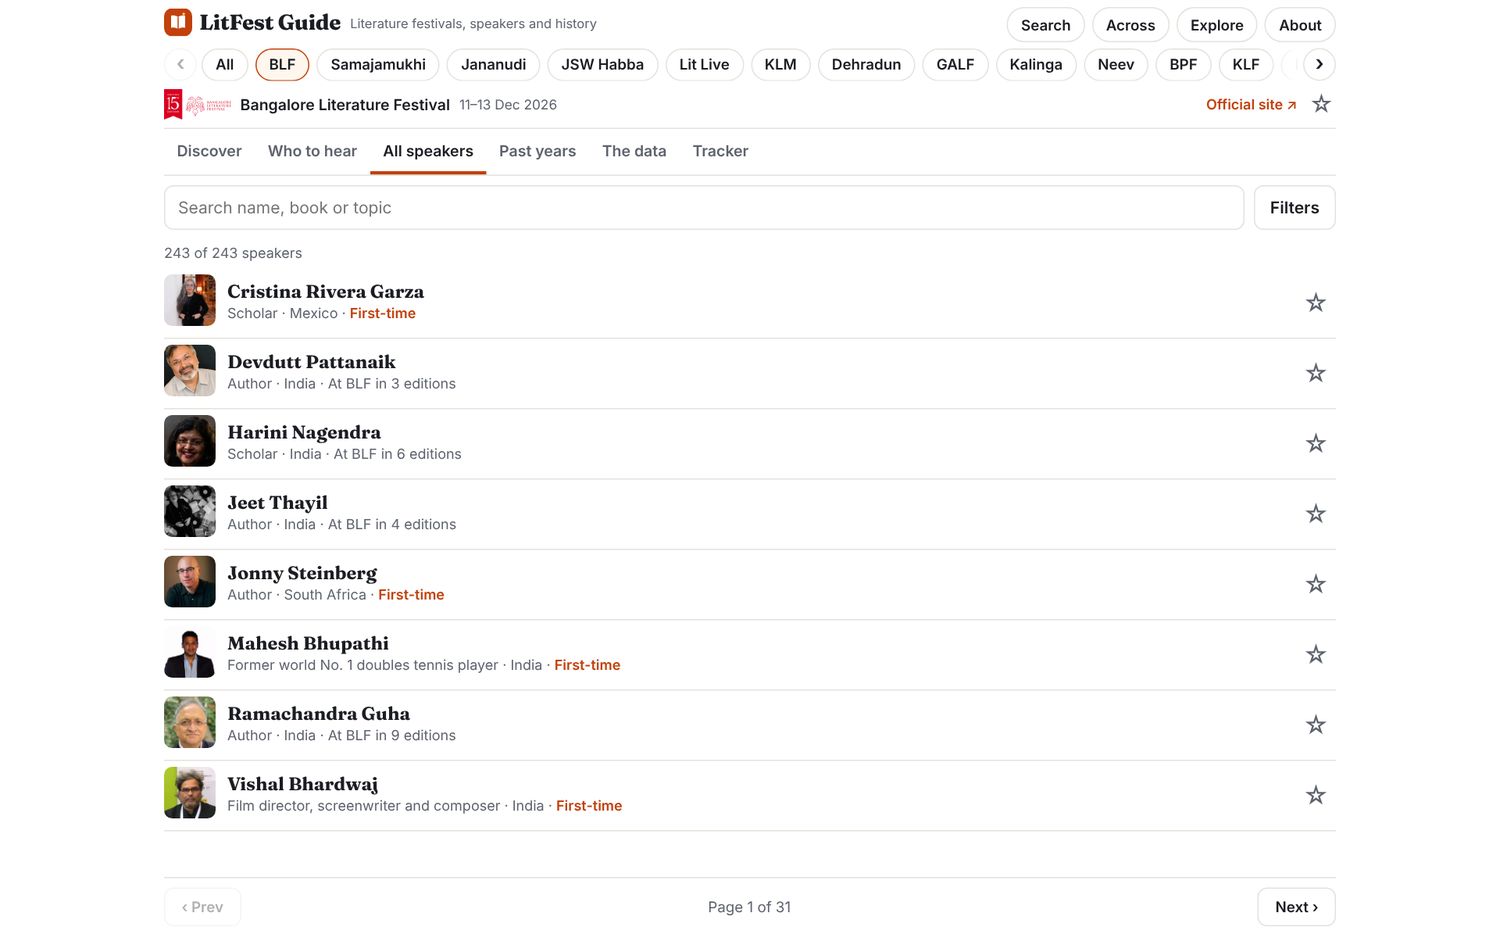 LitFest Guide Literature festivals, speakers and history Search Across Explore About
‹ All BLF Samajamukhi Jananudi JSW Habba Lit Live KLM Dehradun GALF Kalinga Neev BPF KLF ›
15 Bangalore Literature Festival 11–13 Dec 2026 Official site ↗ ☆
Discover Who to hear All speakers Past years The data Tracker
Search name, book or topic Filters
243 of 243 speakers
Cristina Rivera Garza
Scholar · Mexico · First-time
Devdutt Pattanaik
Author · India · At BLF in 3 editions
Harini Nagendra
Scholar · India · At BLF in 6 editions
Jeet Thayil
Author · India · At BLF in 4 editions
Jonny Steinberg
Author · South Africa · First-time
Mahesh Bhupathi
Former world No. 1 doubles tennis player · India · First-time
Ramachandra Guha
Author · India · At BLF in 9 editions
Vishal Bhardwaj
Film director, screenwriter and composer · India · First-time
‹ Prev Page 1 of 31 Next ›